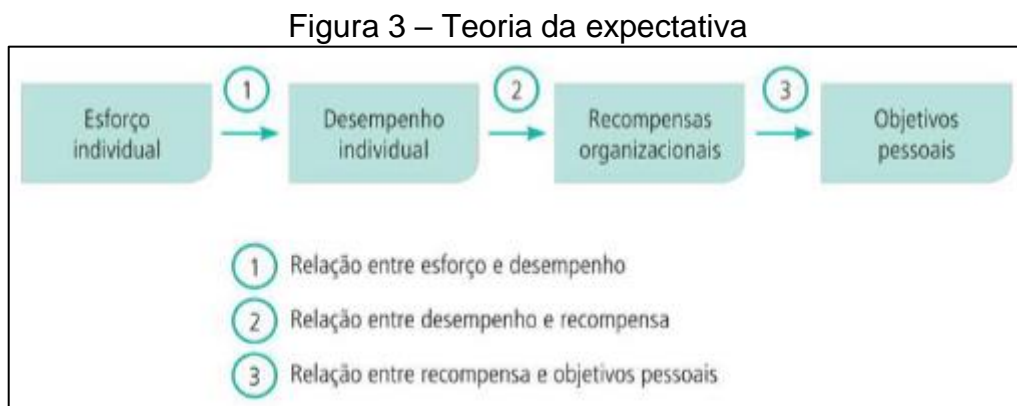 Figura 3 – Teoria da expectativa
1
2
3
Esforço
individual
Desempenho
individual
Recompensas
organizacionais
Objetivos
pessoais
1 Relação entre esforço e desempenho
2 Relação entre desempenho e recompensa
3 Relação entre recompensa e objetivos pessoais